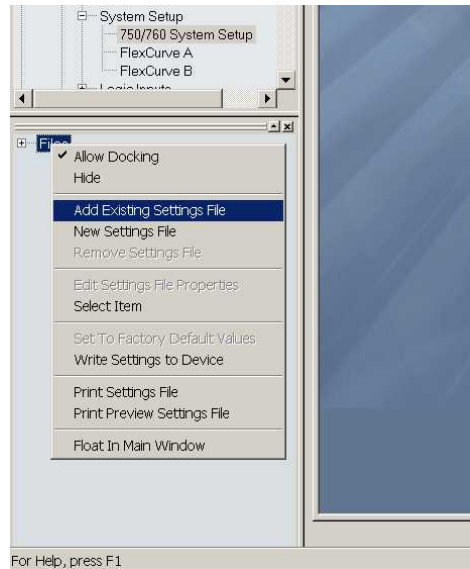 System Setup
750/760 System Setup
FlexCurve A
FlexCurve B
Logic Inputs
Files
Allow Docking
Hide
Add Existing Settings File
New Settings File
Remove Settings File
Edit Settings File Properties
Select Item
Set To Factory Default Values
Write Settings to Device
Print Settings File
Print Preview Settings File
Float In Main Window
For Help, press F1